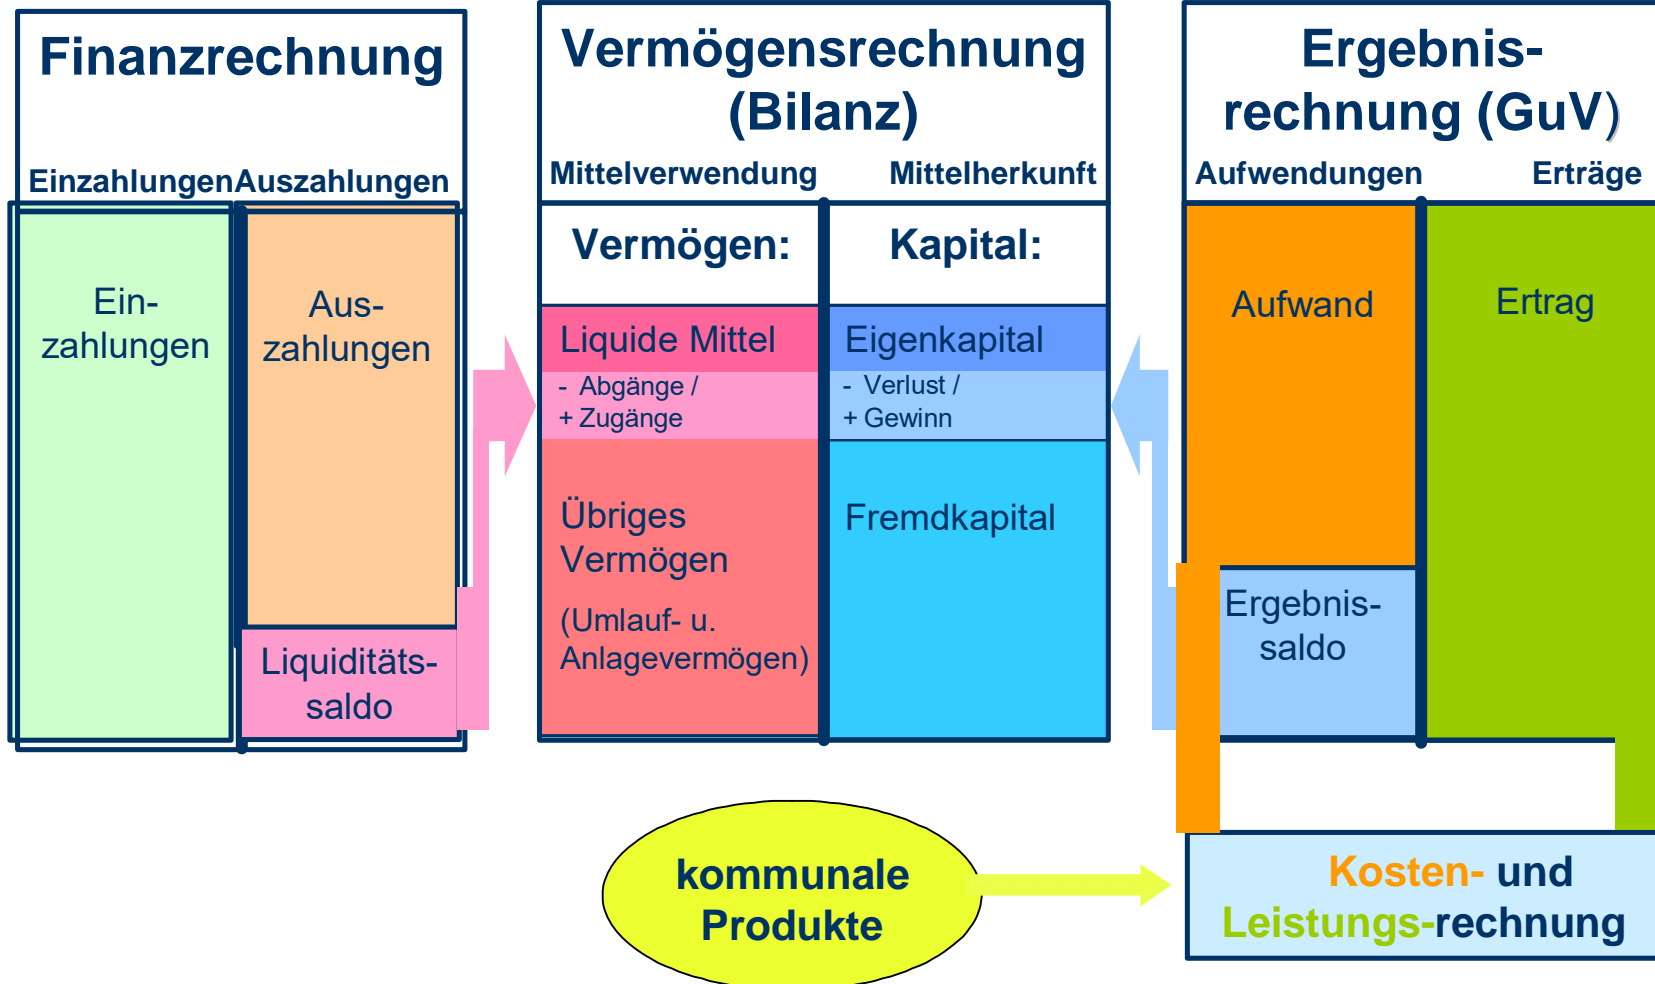 Finanzrechnung
Einzahlungen Auszahlungen
Ein-
zahlungen
Aus-
zahlungen
Liquiditäts-
saldo
Vermögensrechnung
(Bilanz)
Mittelverwendung Mittelherkunft
Vermögen:
Kapital:
Liquide Mittel
- Abgänge /
+ Zugänge
Eigenkapital
- Verlust /
+ Gewinn
Übriges
Vermögen
(Umlauf- u.
Anlagevermögen)
Fremdkapital
Ergebnis-
rechnung (GuV)
Aufwendungen Erträge
Aufwand
Ertrag
Ergebnis-
saldo
kommunale
Produkte
Kosten- und
Leistungs-rechnung